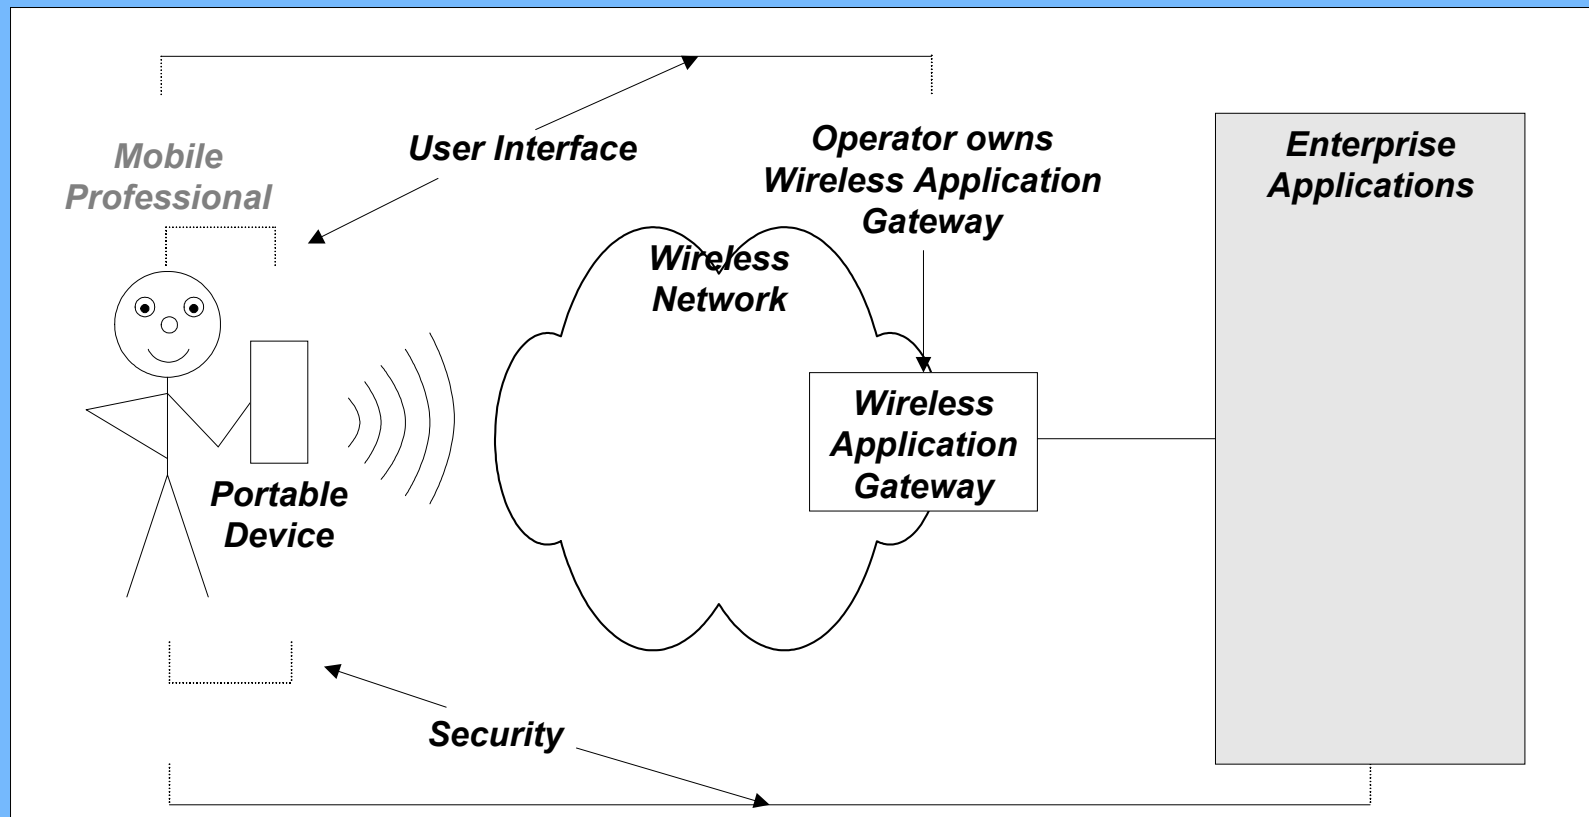 Mobile
Professional
User Interface
Operator owns
Wireless Application
Gateway
Enterprise
Applications
Wireless
Network
Wireless
Application
Gateway
Portable
Device
Security